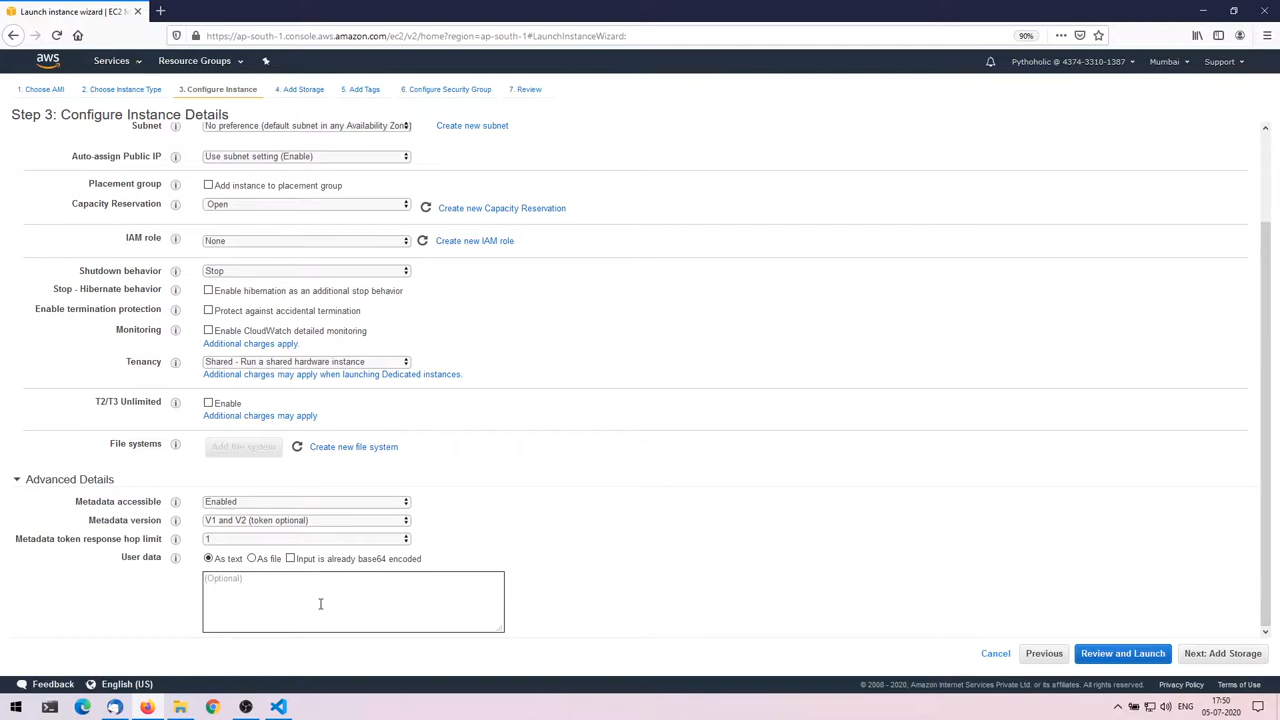 Launch instance wizard | EC2 M
https://ap-south-1.console.aws.amazon.com/ec2/v2/home?region=ap-south-1#LaunchInstanceWizard:
90%
aws
Services
Resource Groups
Pythoholic @ 4374-3310-1387
Mumbai
Support
1. Choose AMI
2. Choose Instance Type
3. Configure Instance
4. Add Storage
5. Add Tags
6. Configure Security Group
7. Review
Step 3: Configure Instance Details
Subnet
No preference (default subnet in any Availability Zone)
Create new subnet
Auto-assign Public IP
Use subnet setting (Enable)
Placement group
Add instance to placement group
Capacity Reservation
Open
Create new Capacity Reservation
IAM role
None
Create new IAM role
Shutdown behavior
Stop
Stop - Hibernate behavior
Enable hibernation as an additional stop behavior
Enable termination protection
Protect against accidental termination
Monitoring
Enable CloudWatch detailed monitoring
Additional charges apply.
Tenancy
Shared - Run a shared hardware instance
Additional charges may apply when launching Dedicated instances.
T2/T3 Unlimited
Enable
Additional charges may apply
File systems
Add file system
Create new file system
Advanced Details
Metadata accessible
Enabled
Metadata version
V1 and V2 (token optional)
Metadata token response hop limit
1
User data
As text
As file
Input is already base64 encoded
(Optional)
Cancel
Previous
Review and Launch
Next: Add Storage
Feedback
English (US)
© 2008 - 2020, Amazon Internet Services Private Ltd. or its affiliates. All rights reserved.
Privacy Policy
Terms of Use
ENG
17:50
05-07-2020